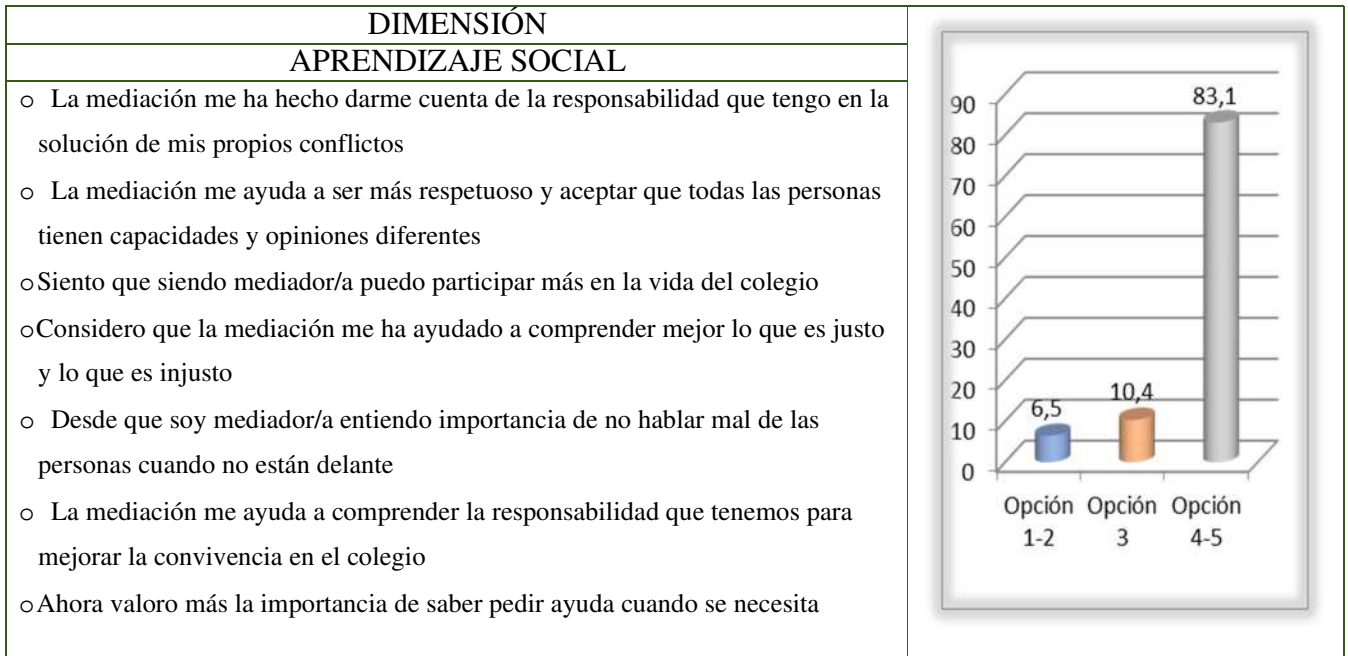 DIMENSIÓN
APRENDIZAJE SOCIAL
o La mediación me ha hecho darme cuenta de la responsabilidad que tengo en la
solución de mis propios conflictos
o La mediación me ayuda a ser más respetuoso y aceptar que todas las personas
tienen capacidades y opiniones diferentes
o Siento que siendo mediador/a puedo participar más en la vida del colegio
o Considero que la mediación me ha ayudado a comprender mejor lo que es justo
y lo que es injusto
o Desde que soy mediador/a entiendo importancia de no hablar mal de las
personas cuando no están delante
o La mediación me ayuda a comprender la responsabilidad que tenemos para
mejorar la convivencia en el colegio
o Ahora valoro más la importancia de saber pedir ayuda cuando se necesita
90
80
70
60
50
40
30
20
10
0
6,5
10,4
83,1
Opción Opción Opción
1-2 3 4-5